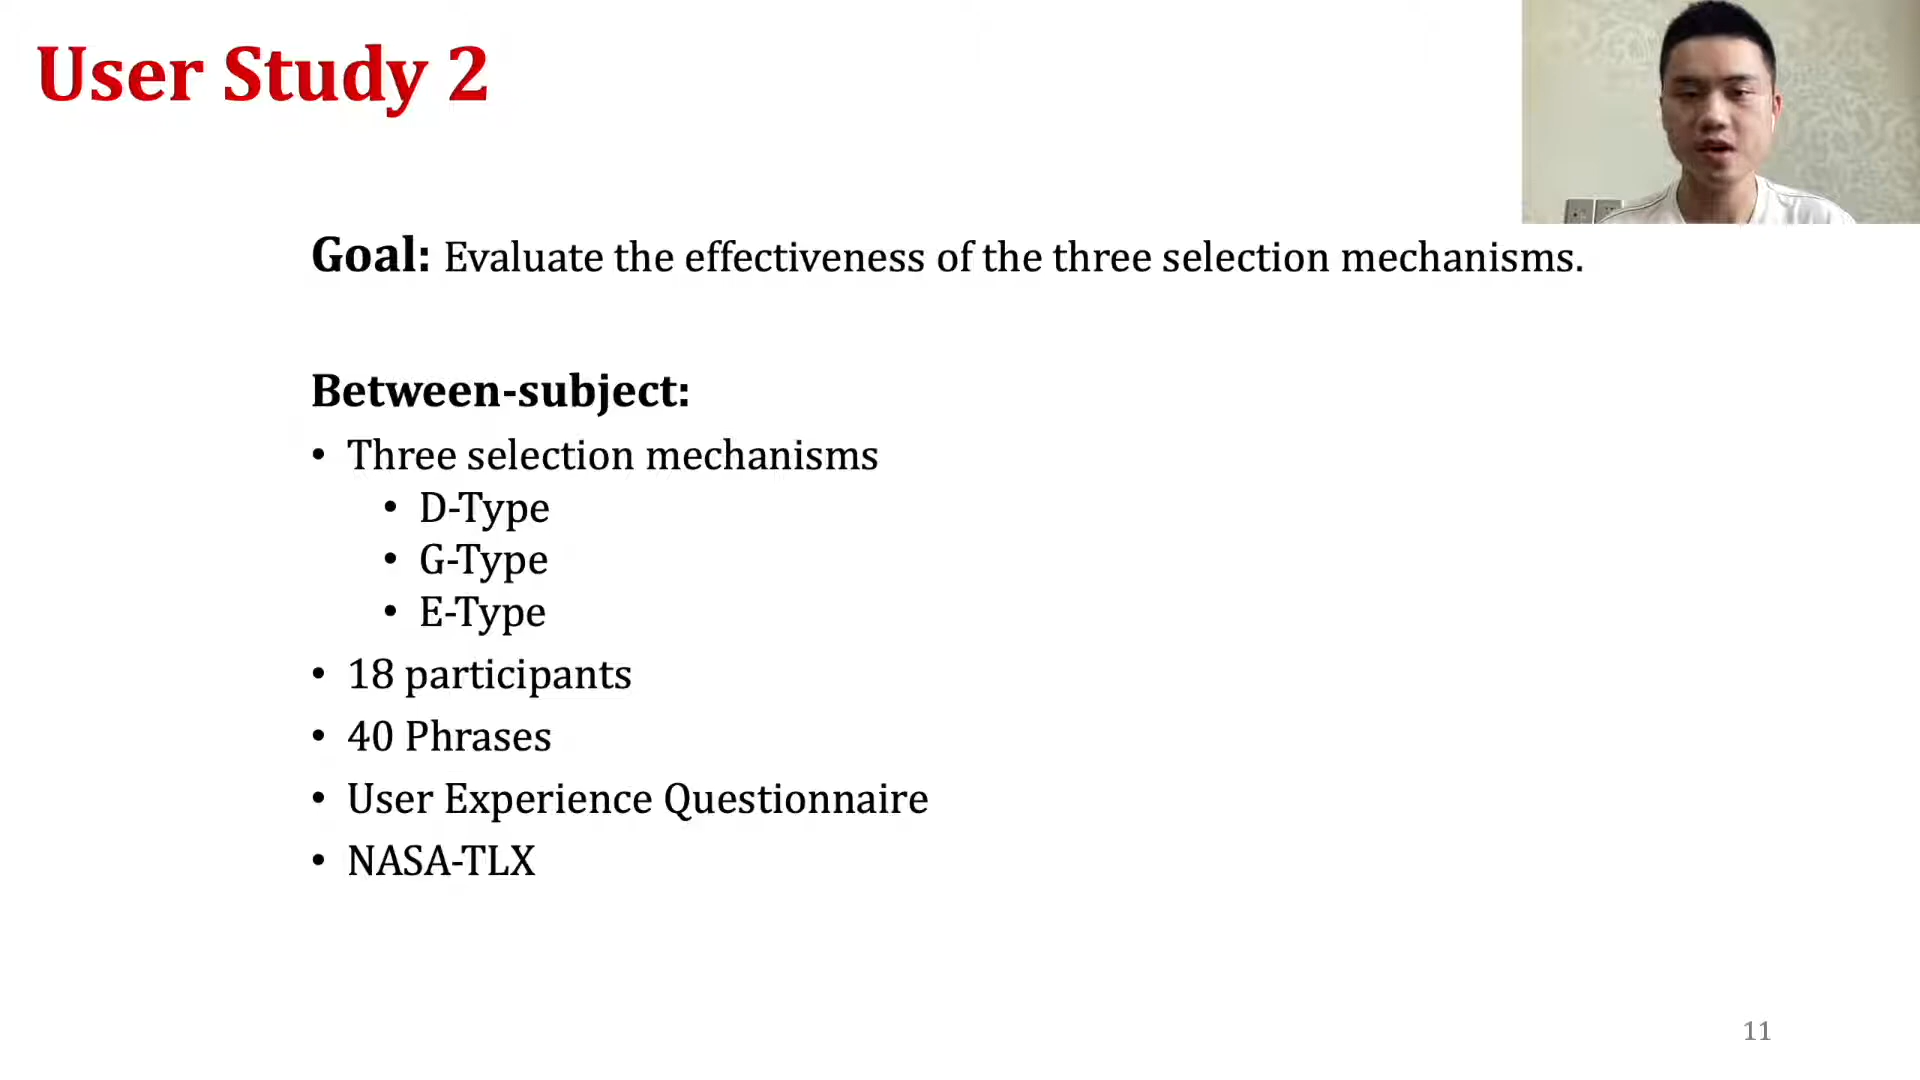 User Study 2
Goal: Evaluate the effectiveness of the three selection mechanisms.
Between-subject:
• Three selection mechanisms
• D-Type
• G-Type
• E-Type
• 18 participants
• 40 Phrases
• User Experience Questionnaire
• NASA-TLX
11